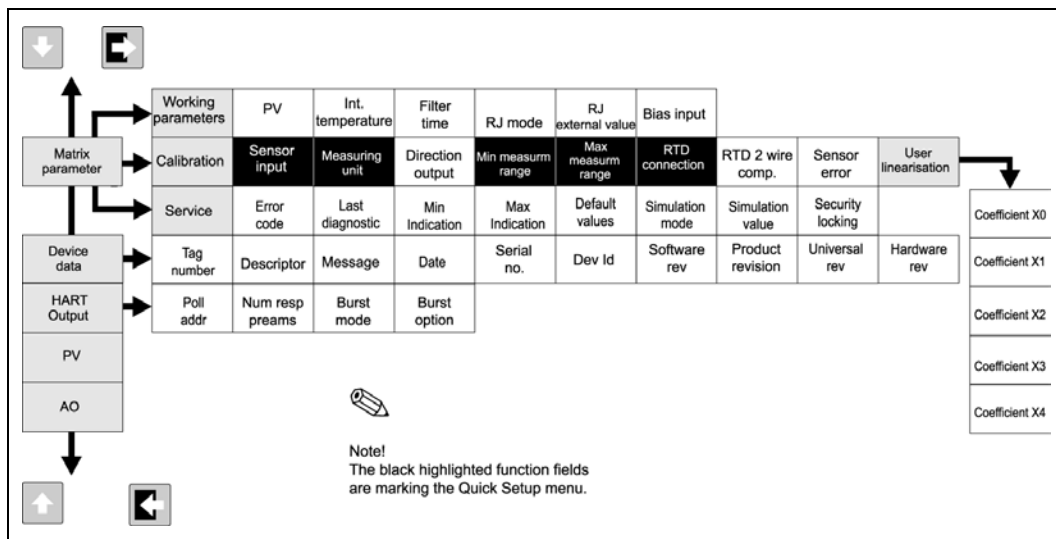 Working
parameters
PV
Int.
temperature
Filter
time
RJ mode
RJ
external value
Bias input
Matrix
parameter
Calibration
Sensor
input
Measuring
unit
Direction
output
Min measurm
range
Max
measurm
range
RTD
connection
RTD 2 wire
comp.
Sensor
error
User
linearisation
Service
Error
code
Last
diagnostic
Min
Indication
Max
Indication
Default
values
Simulation
mode
Simulation
value
Security
locking
Coefficient X0
Device
data
Tag
number
Descriptor
Message
Date
Serial
no.
Dev Id
Software
rev
Product
revision
Universal
rev
Hardware
rev
Coefficient X1
HART
Output
Poll
addr
Num resp
preams
Burst
mode
Burst
option
Coefficient X2
PV
Coefficient X3
AO
Coefficient X4
Note!
The black highlighted function fields
are marking the Quick Setup menu.